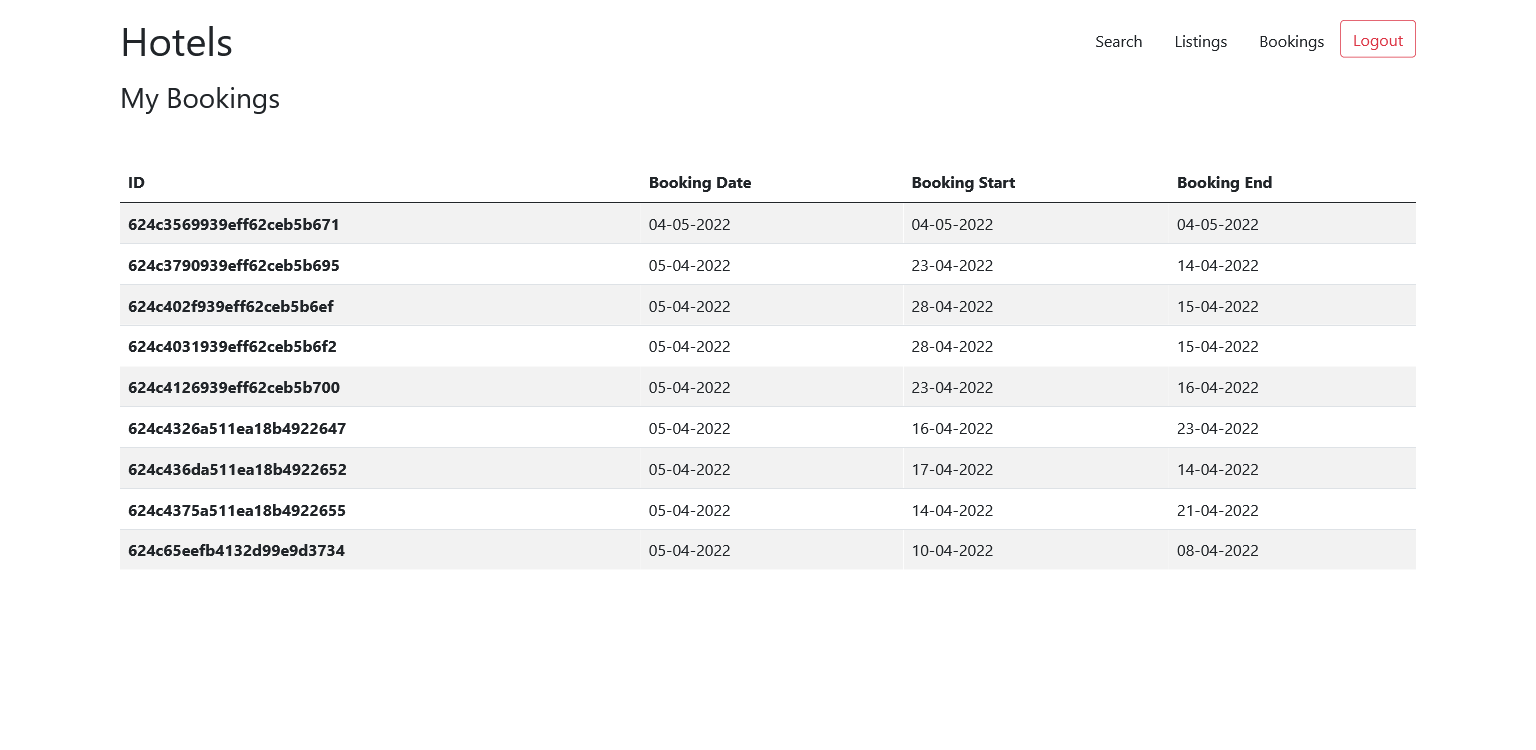 Hotels Search Listings Bookings Logout
My Bookings
ID Booking Date Booking Start Booking End
624c3569939eff62ceb5b671 04-05-2022 04-05-2022 04-05-2022
624c3790939eff62ceb5b695 05-04-2022 23-04-2022 14-04-2022
624c402f939eff62ceb5b6ef 05-04-2022 28-04-2022 15-04-2022
624c4031939eff62ceb5b6f2 05-04-2022 28-04-2022 15-04-2022
624c4126939eff62ceb5b700 05-04-2022 23-04-2022 16-04-2022
624c4326a511ea18b4922647 05-04-2022 16-04-2022 23-04-2022
624c436da511ea18b4922652 05-04-2022 17-04-2022 14-04-2022
624c4375a511ea18b4922655 05-04-2022 14-04-2022 21-04-2022
624c65eefb4132d99e9d3734 05-04-2022 10-04-2022 08-04-2022